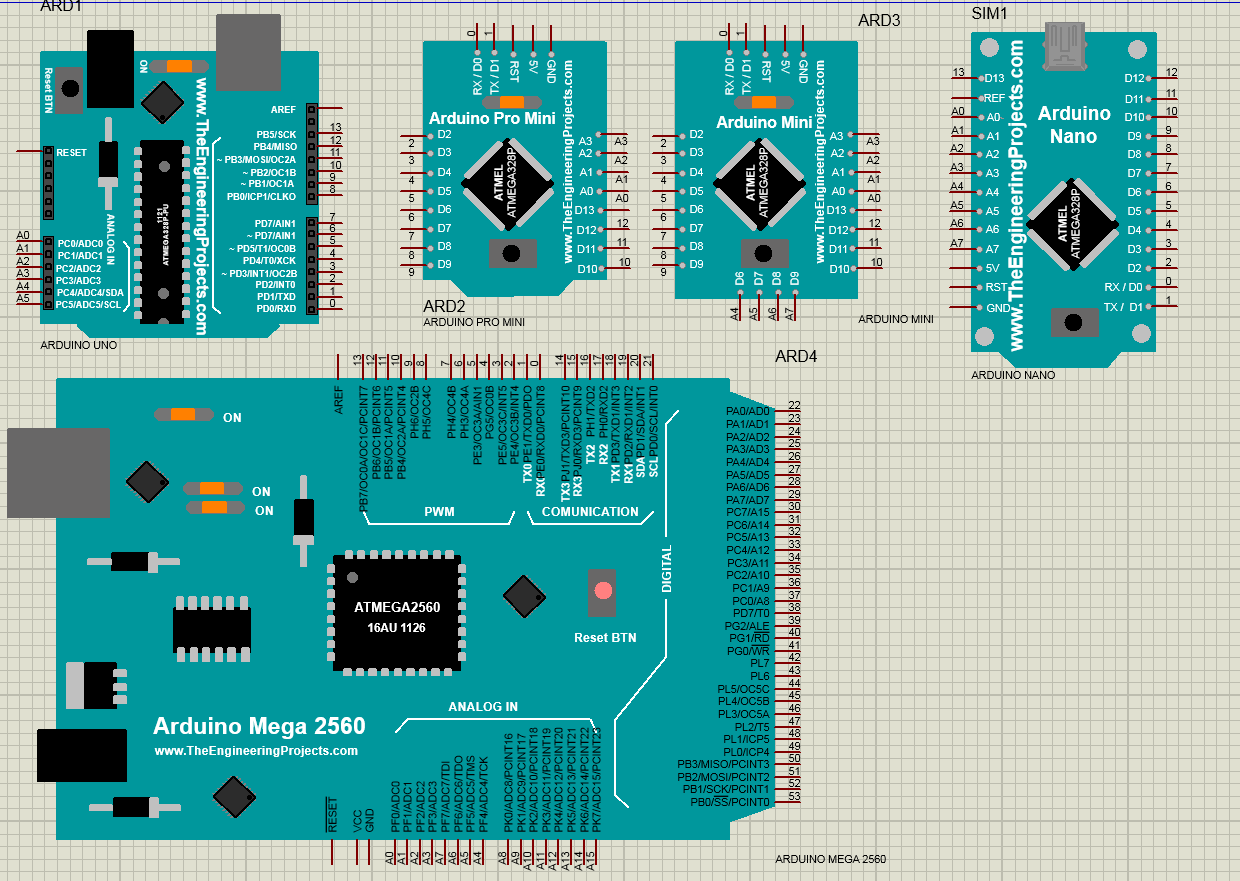 ARD1
ON
Reset BTN
www.TheEngineeringProjects.com
AREF
RESET
PB5/SCK 13
PB4/MISO 12
~ PB3/MOSI/OC2A 11
~ PB2/OC1B 10
~ PB1/OC1A 9
PB0/ICP1/CLKO 8
ANALOG IN
ATMEGA328P-PU
1121
PD7/AIN1 7
~ PD7/AIN1 6
~ PD5/T1/OC0B 5
PD4/T0/XCK 4
~ PD3/INT1/OC2B 3
PD2/INT0 2
PD1/TXD 1
PD0/RXD 0
A0 PC0/ADC0
A1 PC1/ADC1
A2 PC2/ADC2
A3 PC3/ADC3
A4 PC4/ADC4/SDA
A5 PC5/ADC5/SCL
ARDUINO UNO
0 1
RX / D0
TX / D1
RST
5V
GND
Arduino Pro Mini
www.TheEngineeringProjects.com
ATMEL
ATMEGA328P
2 D2
3 D3
4 D4
5 D5
6 D6
7 D7
8 D8
9 D9
A3 A3
A2 A2
A1 A1
A0 A0
D13 13
D12 12
D11 11
D10 10
ARD2
ARDUINO PRO MINI
ARD3
0 1
RX / D0
TX / D1
RST
5V
GND
Arduino Mini
www.TheEngineeringProjects.com
ATMEL
ATMEGA328P
2 D2
3 D3
4 D4
5 D5
6 D6
7 D7
8 D8
9 D9
A3 A3
A2 A2
A1 A1
A0 A0
D13 13
D12 12
D11 11
D10 10
D6 D7 D8 D9
A4 A5 A6 A7
ARDUINO MINI
SIM1
www.TheEngineeringProjects.com
Arduino
Nano
ATMEL
ATMEGA328P
13 D13
REF
A0 A0
A1 A1
A2 A2
A3 A3
A4 A4
A5 A5
A6 A6
A7 A7
5V
RST
GND
D12 12
D11 11
D10 10
D9 9
D8 8
D7 7
D6 6
D5 5
D4 4
D3 3
D2 2
RX / D0 0
TX / D1 1
ARDUINO NANO
ARD4
AREF
13 PB7/OC0A/OC1C/PCINT7
12 PB6/OC1B/PCINT6
11 PB5/OC1A/PCINT5
10 PB4/OC2A/PCINT4
9 PH6/OC2B
8 PH5/OC4C
7 PH4/OC4B
6 PH3/OC4A
5 PE3/OC3A/AIN1
4 PG5/OC0B
3 PE5/OC3C/INT5
2 PE4/OC3B/INT4
1 TX0 PE1/TXD0/PDO
0 RX0 PE0/RXD0/PCINT8
14 TX3 PJ1/TXD3/PCINT10
15 RX3 PJ0/RXD3/PCINT9
16 TX2 PH1/TXD2
17 RX2 PH0/RXD2
18 TX1 PD3/TXD1/INT3
19 RX1 PD2/RXD1/INT2
20 SDA PD1/SDA/INT1
21 SCL PD0/SCL/INT0
PWM
COMUNICATION
DIGITAL
ON
ON
ON
ATMEGA2560
16AU 1126
Reset BTN
PA0/AD0 22
PA1/AD1 23
PA2/AD2 24
PA3/AD3 25
PA4/AD4 26
PA5/AD5 27
PA6/AD6 28
PA7/AD7 29
PC7/A15 30
PC6/A14 31
PC5/A13 32
PC4/A12 33
PC3/A11 34
PC2/A10 35
PC1/A9 36
PC0/A8 37
PD7/T0 38
PG2/ALE 39
PG1/RD 40
PG0/WR 41
PL7 42
PL6 43
PL5/OC5C 44
PL4/OC5B 45
PL3/OC5A 46
PL2/T5 47
PL1/ICP5 48
PL0/ICP4 49
PB3/MISO/PCINT3 50
PB2/MOSI/PCINT2 51
PB1/SCK/PCINT1 52
PB0/SS/PCINT0 53
ANALOG IN
Arduino Mega 2560
www.TheEngineeringProjects.com
RESET
VCC
GND
PF0/ADC0 A0
PF1/ADC1 A1
PF2/ADC2 A2
PF3/ADC3 A3
PF7/ADC7/TDI A7
PF6/ADC6/TDO A6
PF5/ADC5/TMS A5
PF4/ADC4/TCK A4
PK0/ADC8/PCINT16 A8
PK1/ADC9/PCINT17 A9
PK2/ADC10/PCINT18 A10
PK3/ADC11/PCINT19 A11
PK4/ADC12/PCINT20 A12
PK5/ADC13/PCINT21 A13
PK6/ADC14/PCINT22 A14
PK7/ADC15/PCINT23 A15
ARDUINO MEGA 2560